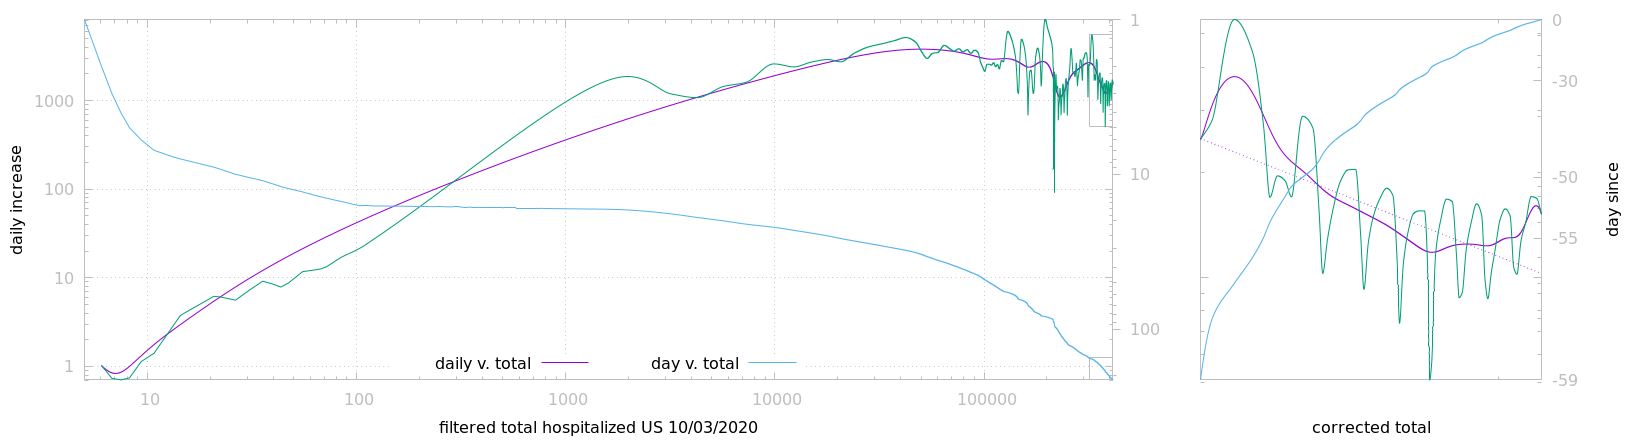 1000
100
10
1
daily increase
10
100
1000
10000
100000
filtered total hospitalized US 10/03/2020
daily v. total
day v. total
1
10
100
0
-30
-50
-55
-59
day since
corrected total